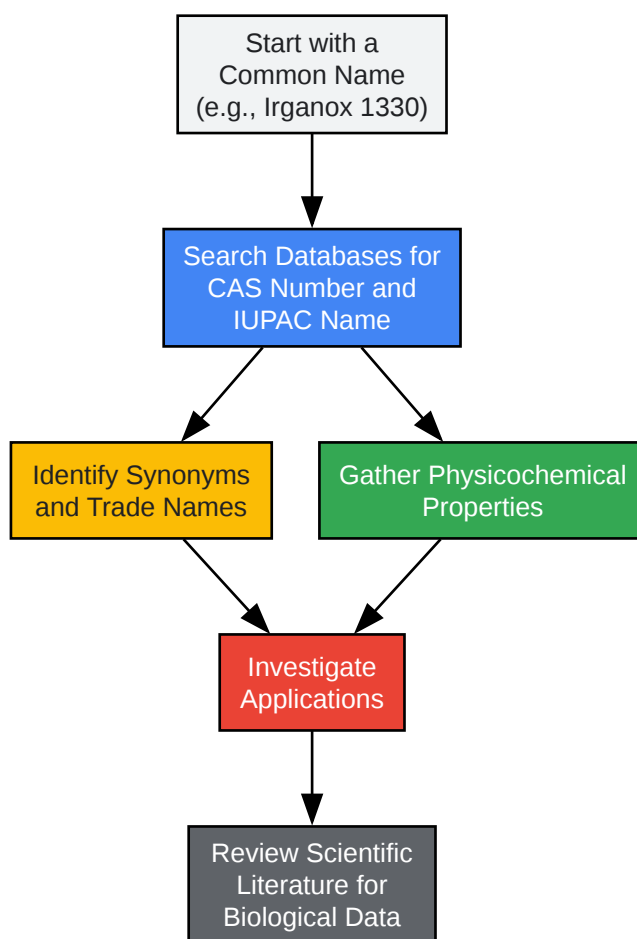 Start with a
Common Name
(e.g., Irganox 1330)
Search Databases for
CAS Number and
IUPAC Name
Identify Synonyms
and Trade Names
Gather Physicochemical
Properties
Investigate
Applications
Review Scientific
Literature for
Biological Data